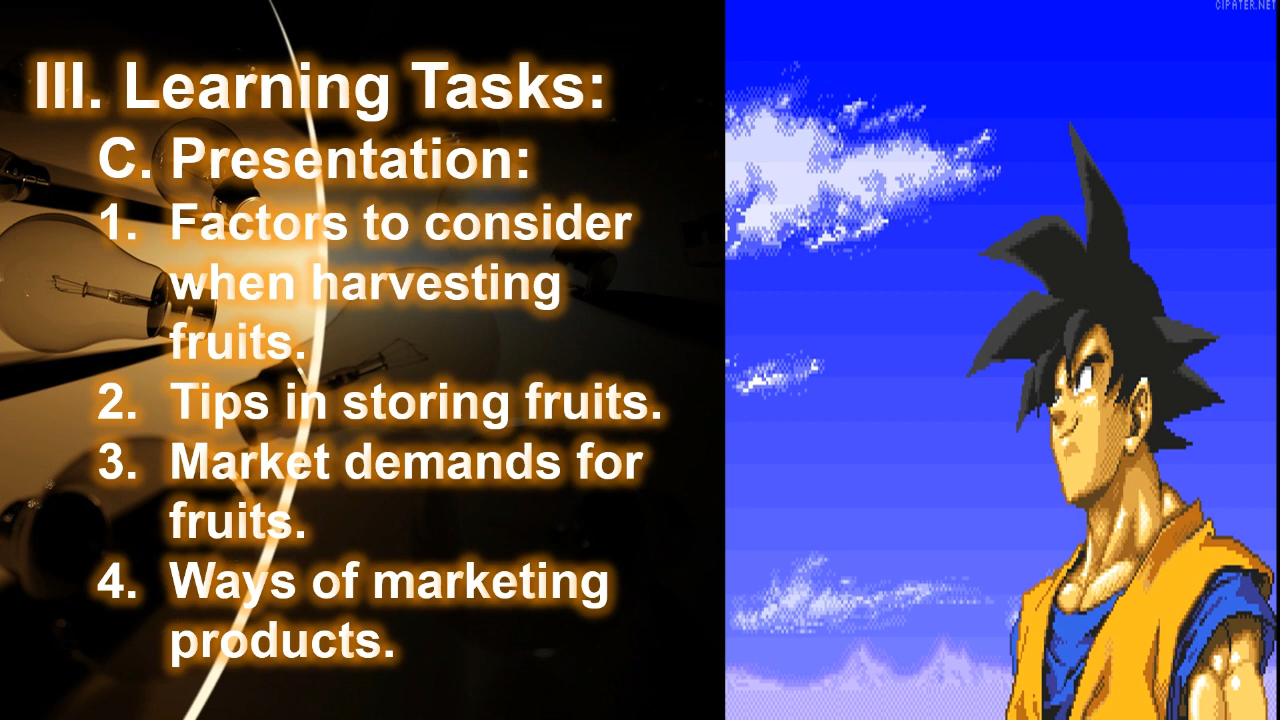 CIPATER.NET
III. Learning Tasks:
C. Presentation:
1. Factors to consider
when harvesting
fruits.
2. Tips in storing fruits.
3. Market demands for
fruits.
4. Ways of marketing
products.